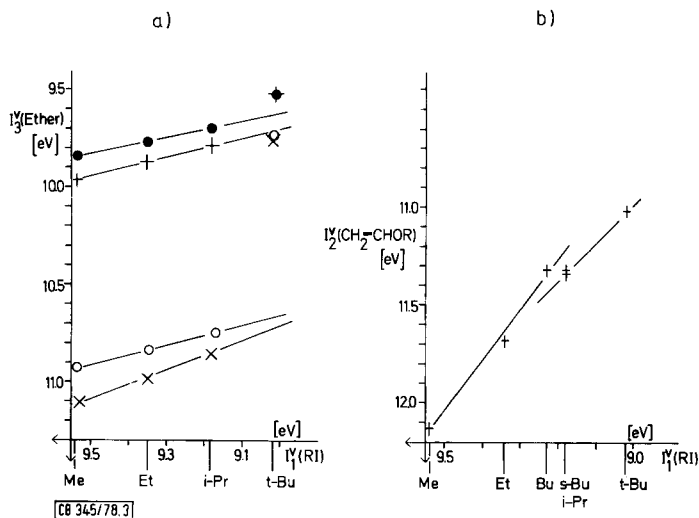 a)
b)
9.5
I₃ᵛ(Ether)
[eV]
10.0
10.5
11.0
[eV]
9.5 9.3 9.1 I₁ᵛ(RI)
Me Et i-Pr t-Bu
CB 345/78.3
11.0
I₂ᵛ(CH₂=CHOR)
[eV]
11.5
12.0
[eV]
9.5 9.0 I₁ᵛ(RI)
Me Et Bu s-Bu t-Bu
i-Pr